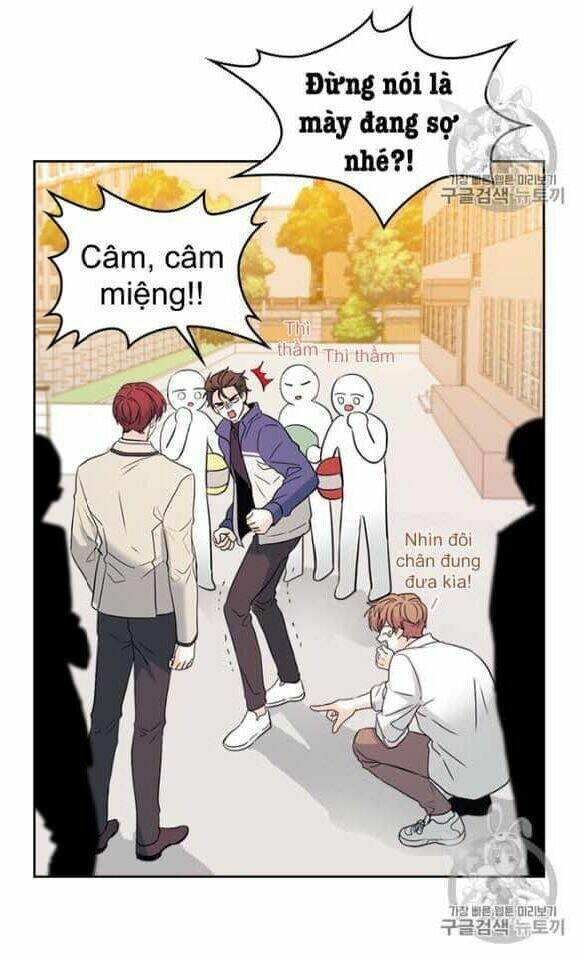 Đừng nói là
mày đang sợ
nhé?!
가장 빠른 웹툰 미리보기
구글검색 뉴토끼
Câm, câm
miệng!!
Thì
thầm
Thì thầm
Nhìn đôi
chân đung
đưa kìa!
가장 빠른 웹툰 미리보기
구글검색 뉴토끼